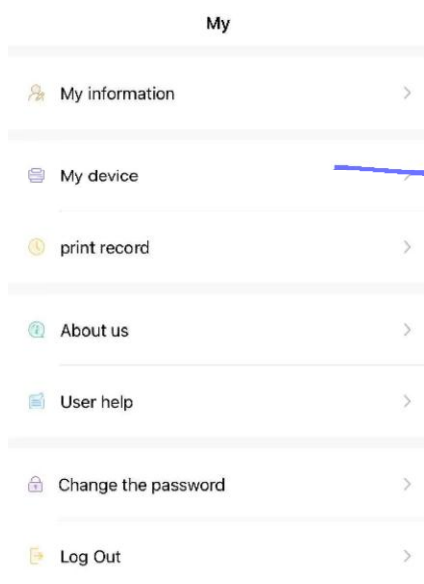 My
My information
My device
print record
About us
User help
Change the password
Log Out